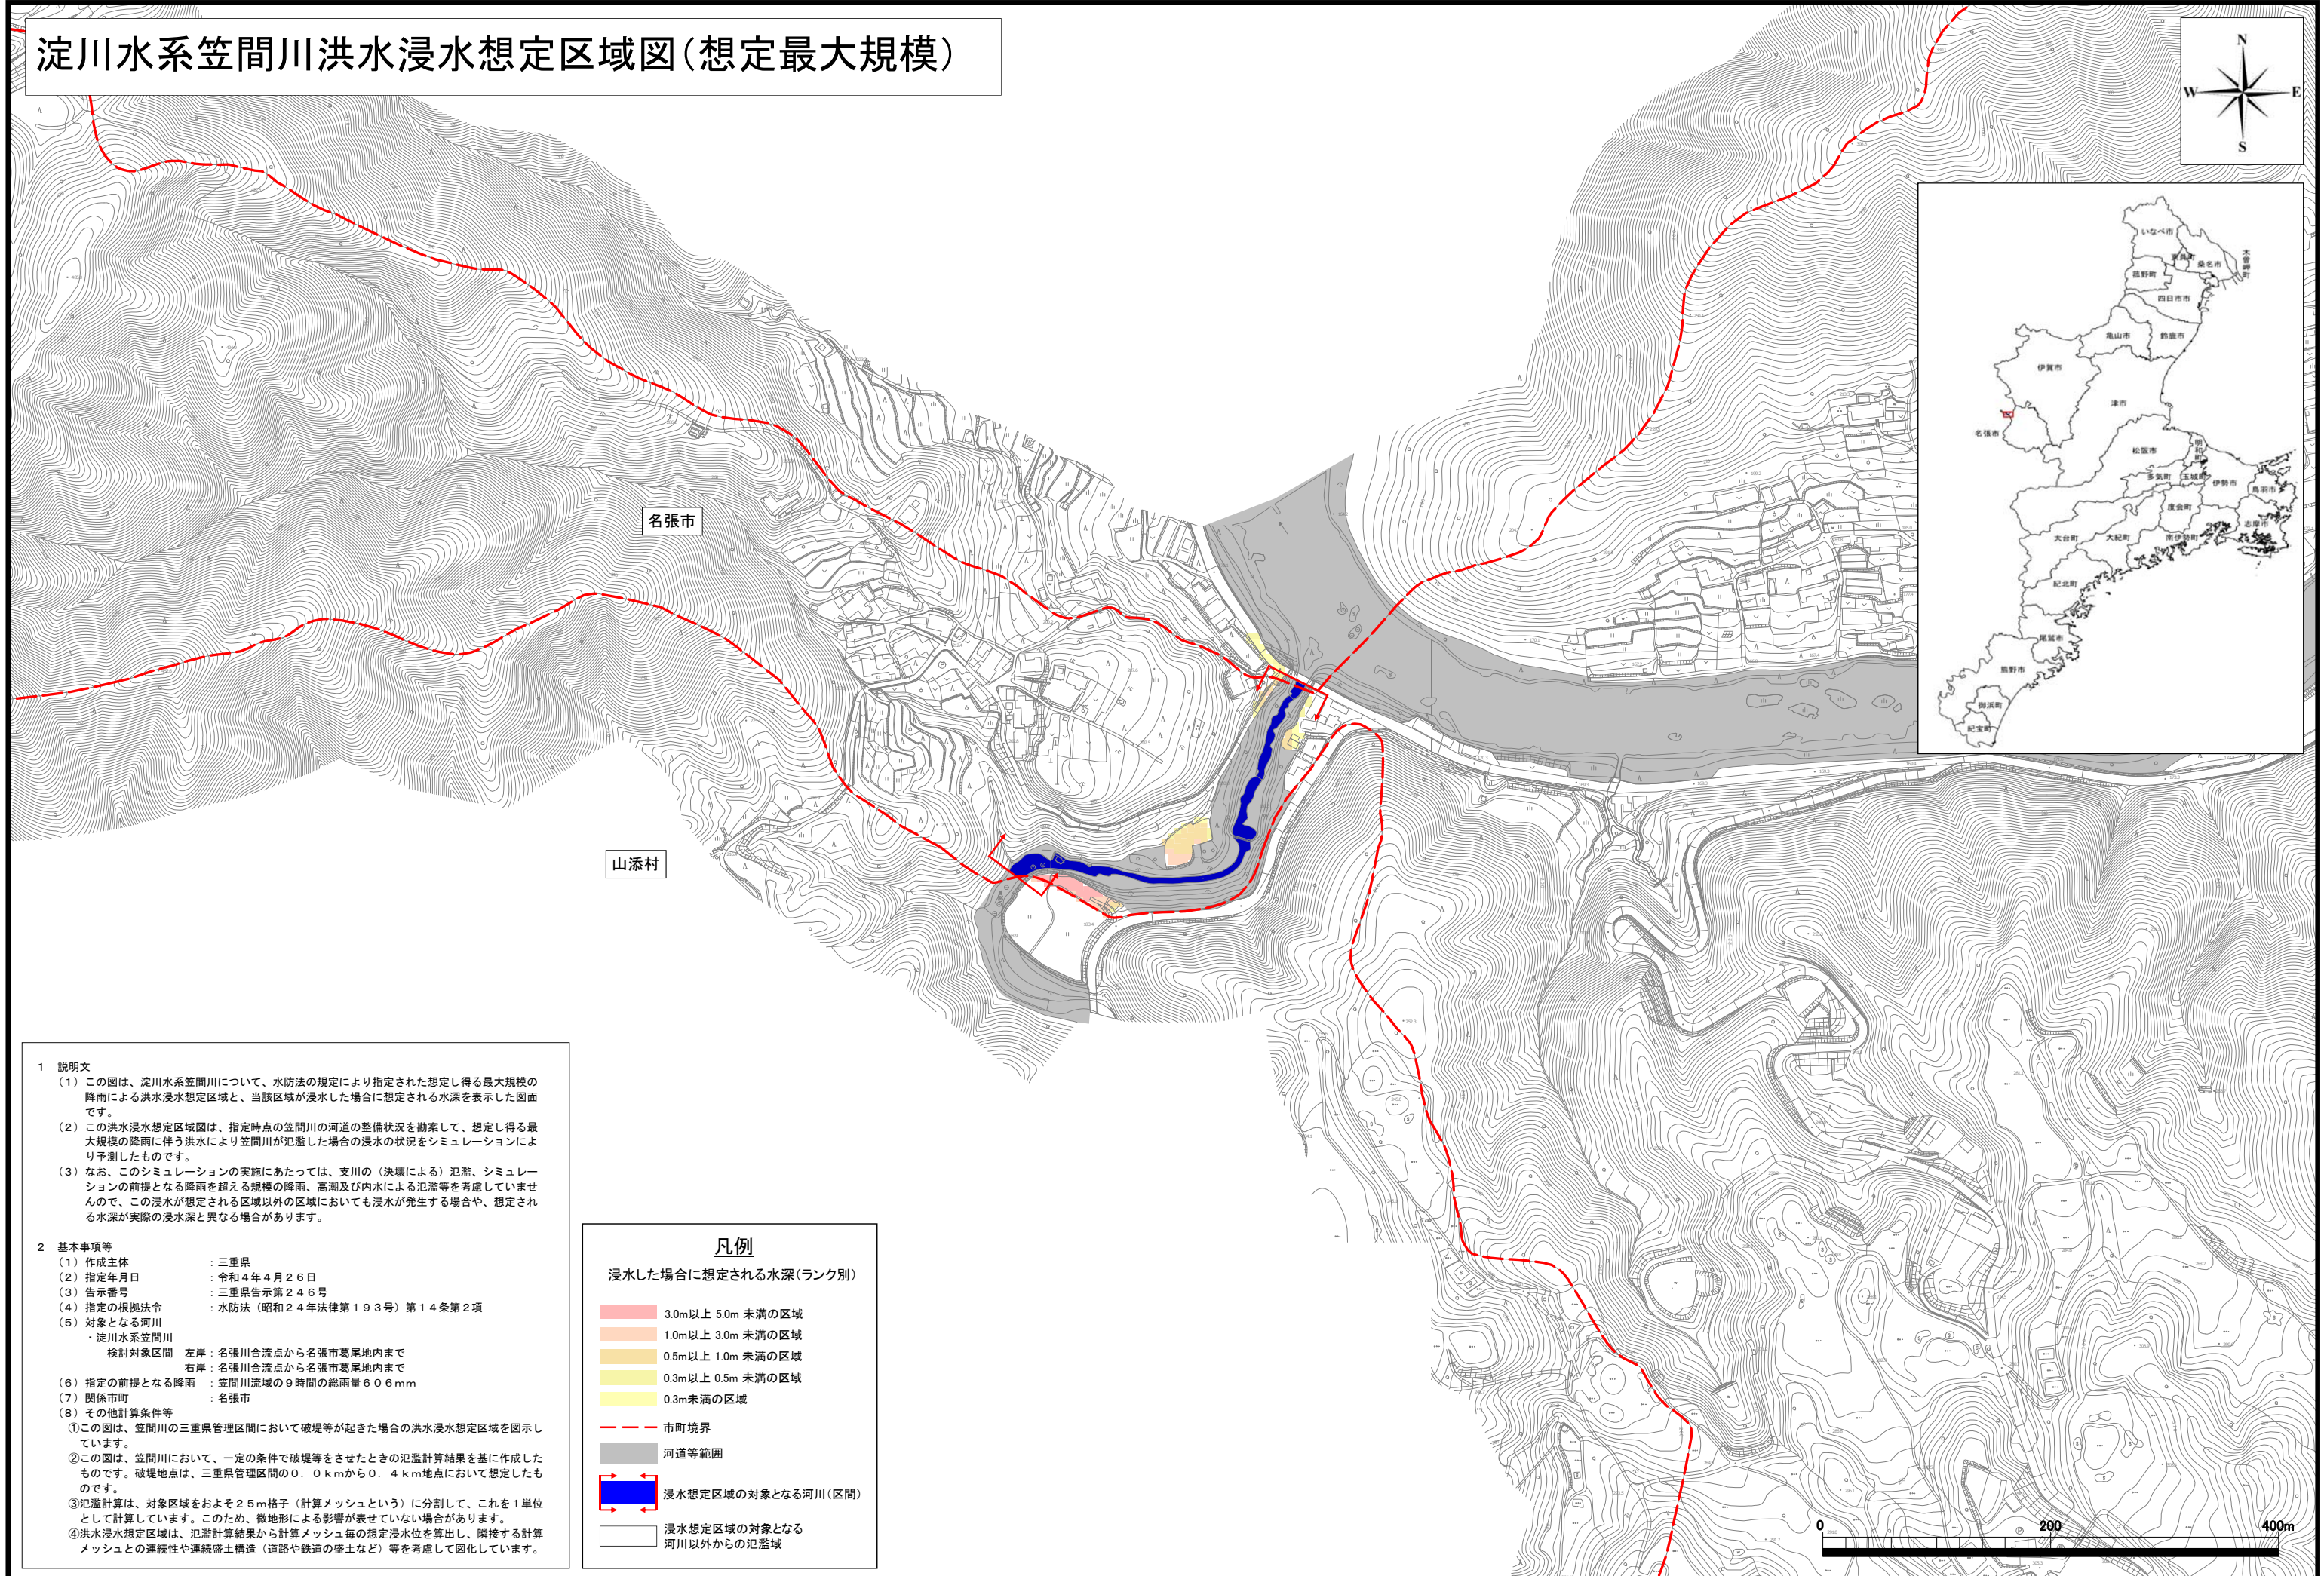 淀川水系笠間川洪水浸水想定区域図(想定最大規模)
N
W
E
S
いなべ市
東員町
桑名市
木曽岬町
菰野町
四日市市
亀山市
鈴鹿市
伊賀市
津市
名張市
松阪市
明和町
多気町
玉城町
伊勢市
鳥羽市
度会町
志摩市
大台町
大紀町
南伊勢町
紀北町
尾鷲市
熊野市
御浜町
紀宝町
名張市
山添村
1 説明文
(1)この図は、淀川水系笠間川について、水防法の規定により指定された想定し得る最大規模の
降雨による洪水浸水想定区域と、当該区域が浸水した場合に想定される水深を表示した図面
です。
(2)この洪水浸水想定区域図は、指定時点の笠間川の河道の整備状況を勘案して、想定し得る最
大規模の降雨に伴う洪水により笠間川が氾濫した場合の浸水の状況をシミュレーションによ
り予測したものです。
(3)なお、このシミュレーションの実施にあたっては、支川の(決壊による)氾濫、シミュレー
ションの前提となる降雨を超える規模の降雨、高潮及び内水による氾濫等を考慮していませ
んので、この浸水が想定される区域以外の区域においても浸水が発生する場合や、想定され
る水深が実際の浸水深と異なる場合があります。
2 基本事項等
(1)作成主体 :三重県
(2)指定年月日 :令和4年4月26日
(3)告示番号 :三重県告示第246号
(4)指定の根拠法令 :水防法(昭和24年法律第193号)第14条第2項
(5)対象となる河川
・淀川水系笠間川
検討対象区間 左岸:名張川合流点から名張市葛尾地内まで
右岸:名張川合流点から名張市葛尾地内まで
(6)指定の前提となる降雨 :笠間川流域の9時間の総雨量606mm
(7)関係市町 :名張市
(8)その他計算条件等
①この図は、笠間川の三重県管理区間において破堤等が起きた場合の洪水浸水想定区域を図示し
ています。
②この図は、笠間川において、一定の条件で破堤等をさせたときの氾濫計算結果を基に作成した
ものです。破堤地点は、三重県管理区間の0.0kmから0.4km地点において想定したも
のです。
③氾濫計算は、対象区域をおよそ25m格子(計算メッシュという)に分割して、これを1単位
として計算しています。このため、微地形による影響が表せていない場合があります。
④洪水浸水想定区域は、氾濫計算結果から計算メッシュ毎の想定浸水位を算出し、隣接する計算
メッシュとの連続性や連続盛土構造(道路や鉄道の盛土など)等を考慮して図化しています。
凡例
浸水した場合に想定される水深(ランク別)
3.0m以上 5.0m 未満の区域
1.0m以上 3.0m 未満の区域
0.5m以上 1.0m 未満の区域
0.3m以上 0.5m 未満の区域
0.3m未満の区域
市町境界
河道等範囲
浸水想定区域の対象となる河川(区間)
浸水想定区域の対象となる
河川以外からの氾濫域
0 200 400m